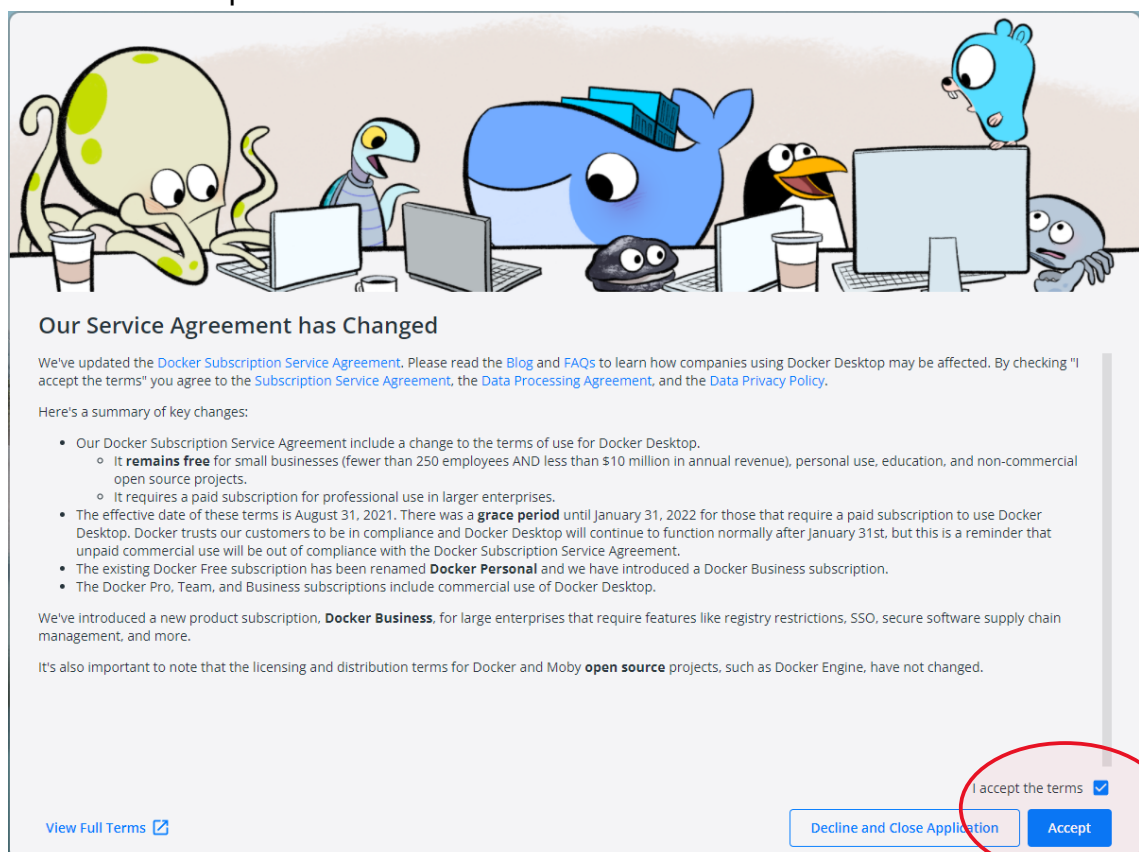 Our Service Agreement has Changed
We've updated the Docker Subscription Service Agreement. Please read the Blog and FAQs to learn how companies using Docker Desktop may be affected. By checking "I
accept the terms" you agree to the Subscription Service Agreement, the Data Processing Agreement, and the Data Privacy Policy.
Here's a summary of key changes:
• Our Docker Subscription Service Agreement include a change to the terms of use for Docker Desktop.
◦ It remains free for small businesses (fewer than 250 employees AND less than $10 million in annual revenue), personal use, education, and non-commercial
open source projects.
◦ It requires a paid subscription for professional use in larger enterprises.
• The effective date of these terms is August 31, 2021. There was a grace period until January 31, 2022 for those that require a paid subscription to use Docker
Desktop. Docker trusts our customers to be in compliance and Docker Desktop will continue to function normally after January 31st, but this is a reminder that
unpaid commercial use will be out of compliance with the Docker Subscription Service Agreement.
• The existing Docker Free subscription has been renamed Docker Personal and we have introduced a Docker Business subscription.
• The Docker Pro, Team, and Business subscriptions include commercial use of Docker Desktop.
We've introduced a new product subscription, Docker Business, for large enterprises that require features like registry restrictions, SSO, secure software supply chain
management, and more.
It's also important to note that the licensing and distribution terms for Docker and Moby open source projects, such as Docker Engine, have not changed.
I accept the terms
View Full Terms
Decline and Close Application
Accept